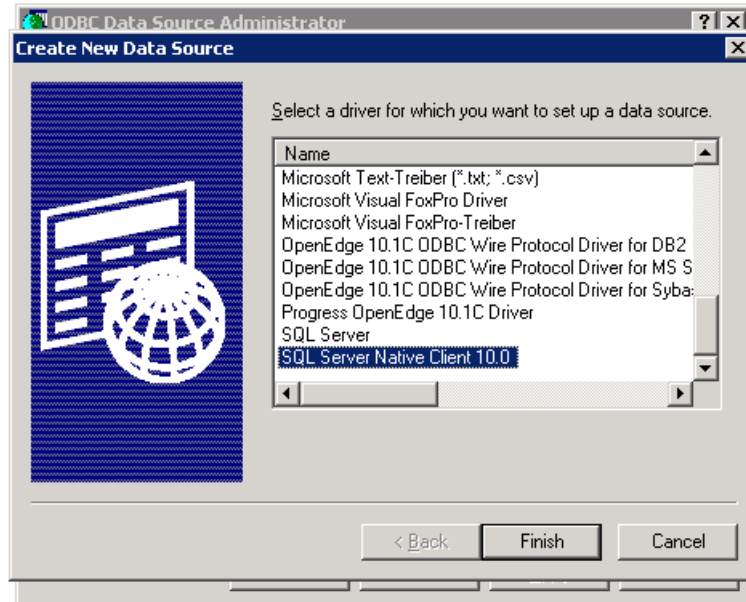 ODBC Data Source Administrator
Create New Data Source
Select a driver for which you want to set up a data source.
Name
Microsoft Text-Treiber (*.txt; *.csv)
Microsoft Visual FoxPro Driver
Microsoft Visual FoxPro-Treiber
OpenEdge 10.1C ODBC Wire Protocol Driver for DB2
OpenEdge 10.1C ODBC Wire Protocol Driver for MS S
OpenEdge 10.1C ODBC Wire Protocol Driver for Syba
Progress OpenEdge 10.1C Driver
SQL Server
SQL Server Native Client 10.0
< Back Finish Cancel